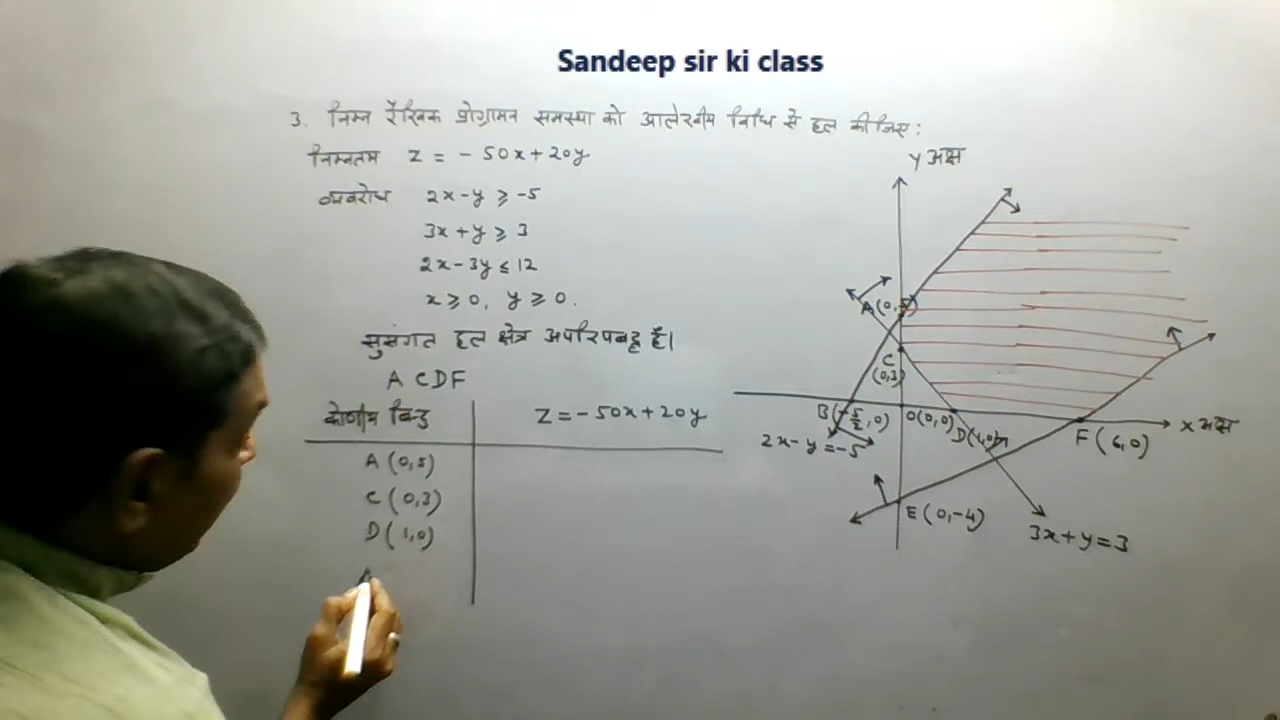 Sandeep sir ki class
3. निम्न रैखिक प्रोग्रामन समस्या को आलेखीय विधि से हल कीजिए:
निम्नतम Z = - 50x + 20y
व्यवरोध 2x - y ≥ -5
3x + y ≥ 3
2x - 3y ≤ 12
x ≥ 0, y ≥ 0.
सुसंगत हल क्षेत्र अपरिबद्ध है।
A CDF
कोणीय बिन्दु Z = - 50x + 20y
A (0,5)
C (0,3)
D (1,0)
Y अक्ष
A (0,5)
C
(0,3)
B (-5/2, 0)
O(0,0)
D(1,0)
F (6,0)
X अक्ष
2x - y = -5
E (0,-4)
3x + y = 3